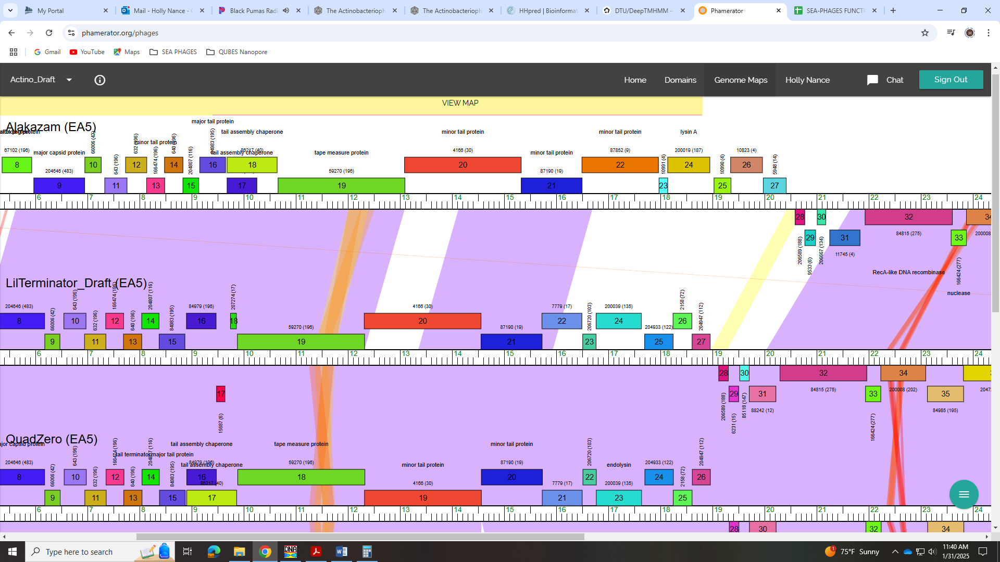 My Portal
Mail - Holly Nance -
Black Pumas Radi
The Actinobacterioph
The Actinobacterioph
HHpred | Bioinformat
DTU/DeepTMHMM –
Phamerator
SEA-PHAGES FUNCTI
phamerator.org/phages
Gmail YouTube Maps SEA PHAGES QUBES Nanopore
Actino_Draft Home Domains Genome Maps Holly Nance Chat Sign Out
VIEW MAP
Alakazam (EA5)
major tail protein
tail assembly chaperone minor tail protein minor tail protein lysin A
minor tail protein
major capsid protein tail assembly chaperone tape measure protein minor tail protein
67102 (196) 204646 (483) 66006 (42) 643 (196) 632 (196) 166474 (196) 640 (196) 204807 (116) 84983 (195) 86217 (40) 59270 (196) 4166 (30) 87190 (19) 87852 (9) 10991 (4) 200019 (187) 10990 (4) 10823 (4) 5948 (14)
8 10 12 14 16 18 20 22 24 26
9 11 13 15 17 19 21 23 25 27
6 7 8 9 10 11 12 13 14 15 16 17 18 19 20 21 22 23 24
28 30 32 34
29 31 33
206589 (188) 9533 (6) 206667 (134) 11745 (4) 84815 (275) 166424 (277) 200008
RecA-like DNA recombinase
nuclease
LilTerminator_Draft (EA5)
204646 (483) 66006 (42) 643 (196) 632 (196) 166474 (196) 640 (196) 204807 (116) 84983 (195) 84979 (196) 207274 (17) 59270 (196) 4166 (30) 87190 (19) 7779 (17) 206720 (103) 200039 (135) 204933 (122) 2158 (72) 204947 (112)
8 10 12 14 16 18 20 22 24 26
9 11 13 15 19 21 23 25 27
6 7 8 9 10 11 12 13 14 15 16 17 18 19 20 21 22 23 24
28 30 32 34
17 29 31 33 35
15687 (6) 206589 (188) 6231 (15) 85118 (147) 88242 (12) 84815 (275) 166424 (277) 200008 (202) 84985 (195)
QuadZero (EA5)
major capsid protein tail assembly chaperone tape measure protein minor tail protein
tail terminator major tail protein
tail assembly chaperone minor tail protein endolysin
204646 (483) 66006 (42) 643 (196) 632 (196) 166474 (196) 640 (196) 204807 (116) 84983 (195) 84979 (196) 86217 (40) 59270 (196) 4166 (30) 87190 (19) 7779 (17) 206720 (103) 200039 (135) 204933 (122) 2158 (72) 204947 (112)
8 10 12 14 16 18 20 22 24 26
9 11 13 15 17 19 21 23 25
6 7 8 9 10 11 12 13 14 15 16 17 18 19 20 21 22 23 24
28 30 32 34
Type here to search
75°F Sunny
11:40 AM
1/31/2025